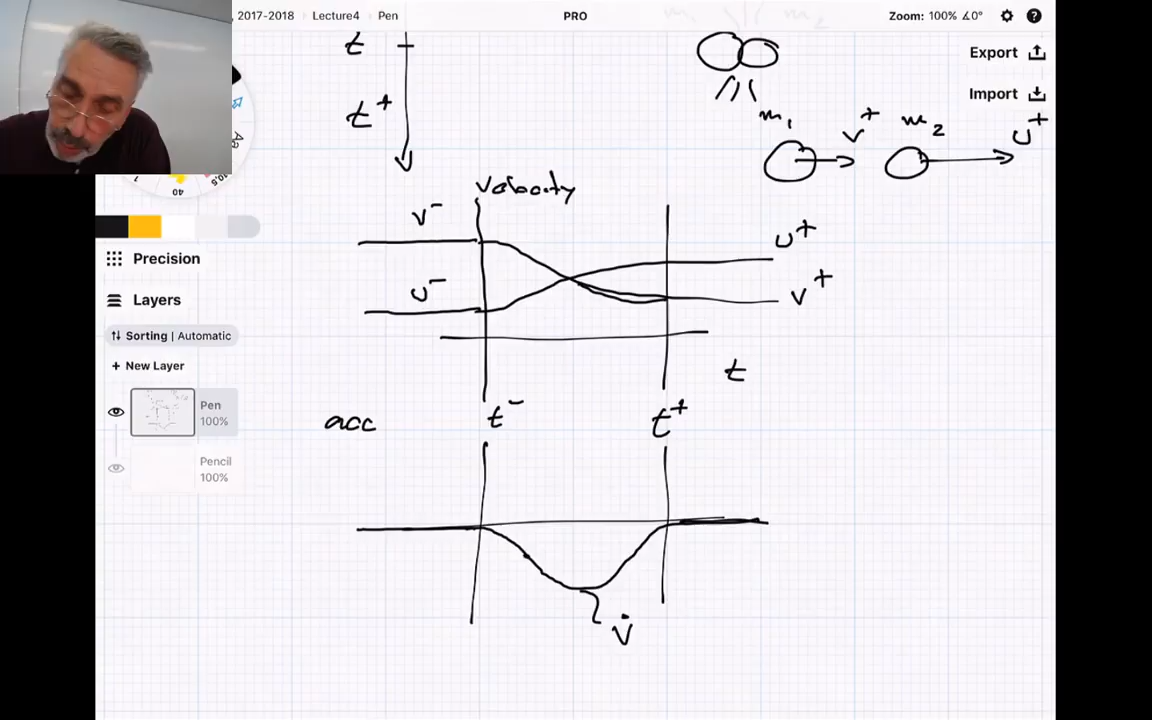 , 2017-2018 Lecture4 Pen PRO Zoom: 100% ∠0°
Export
Import
t
t⁺
m₁ v⁺ m₂ u⁺
velocity
v⁻ u⁺
u⁻ v⁺
t
acc t⁻ t⁺
v̇
40
Precision
Layers
Sorting | Automatic
+ New Layer
Pen
100%
Pencil
100%